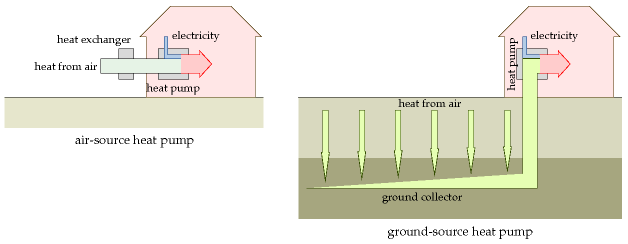 heat exchanger
electricity
heat from air
heat pump
air-source heat pump
electricity
heat pump
heat from air
ground collector
ground-source heat pump